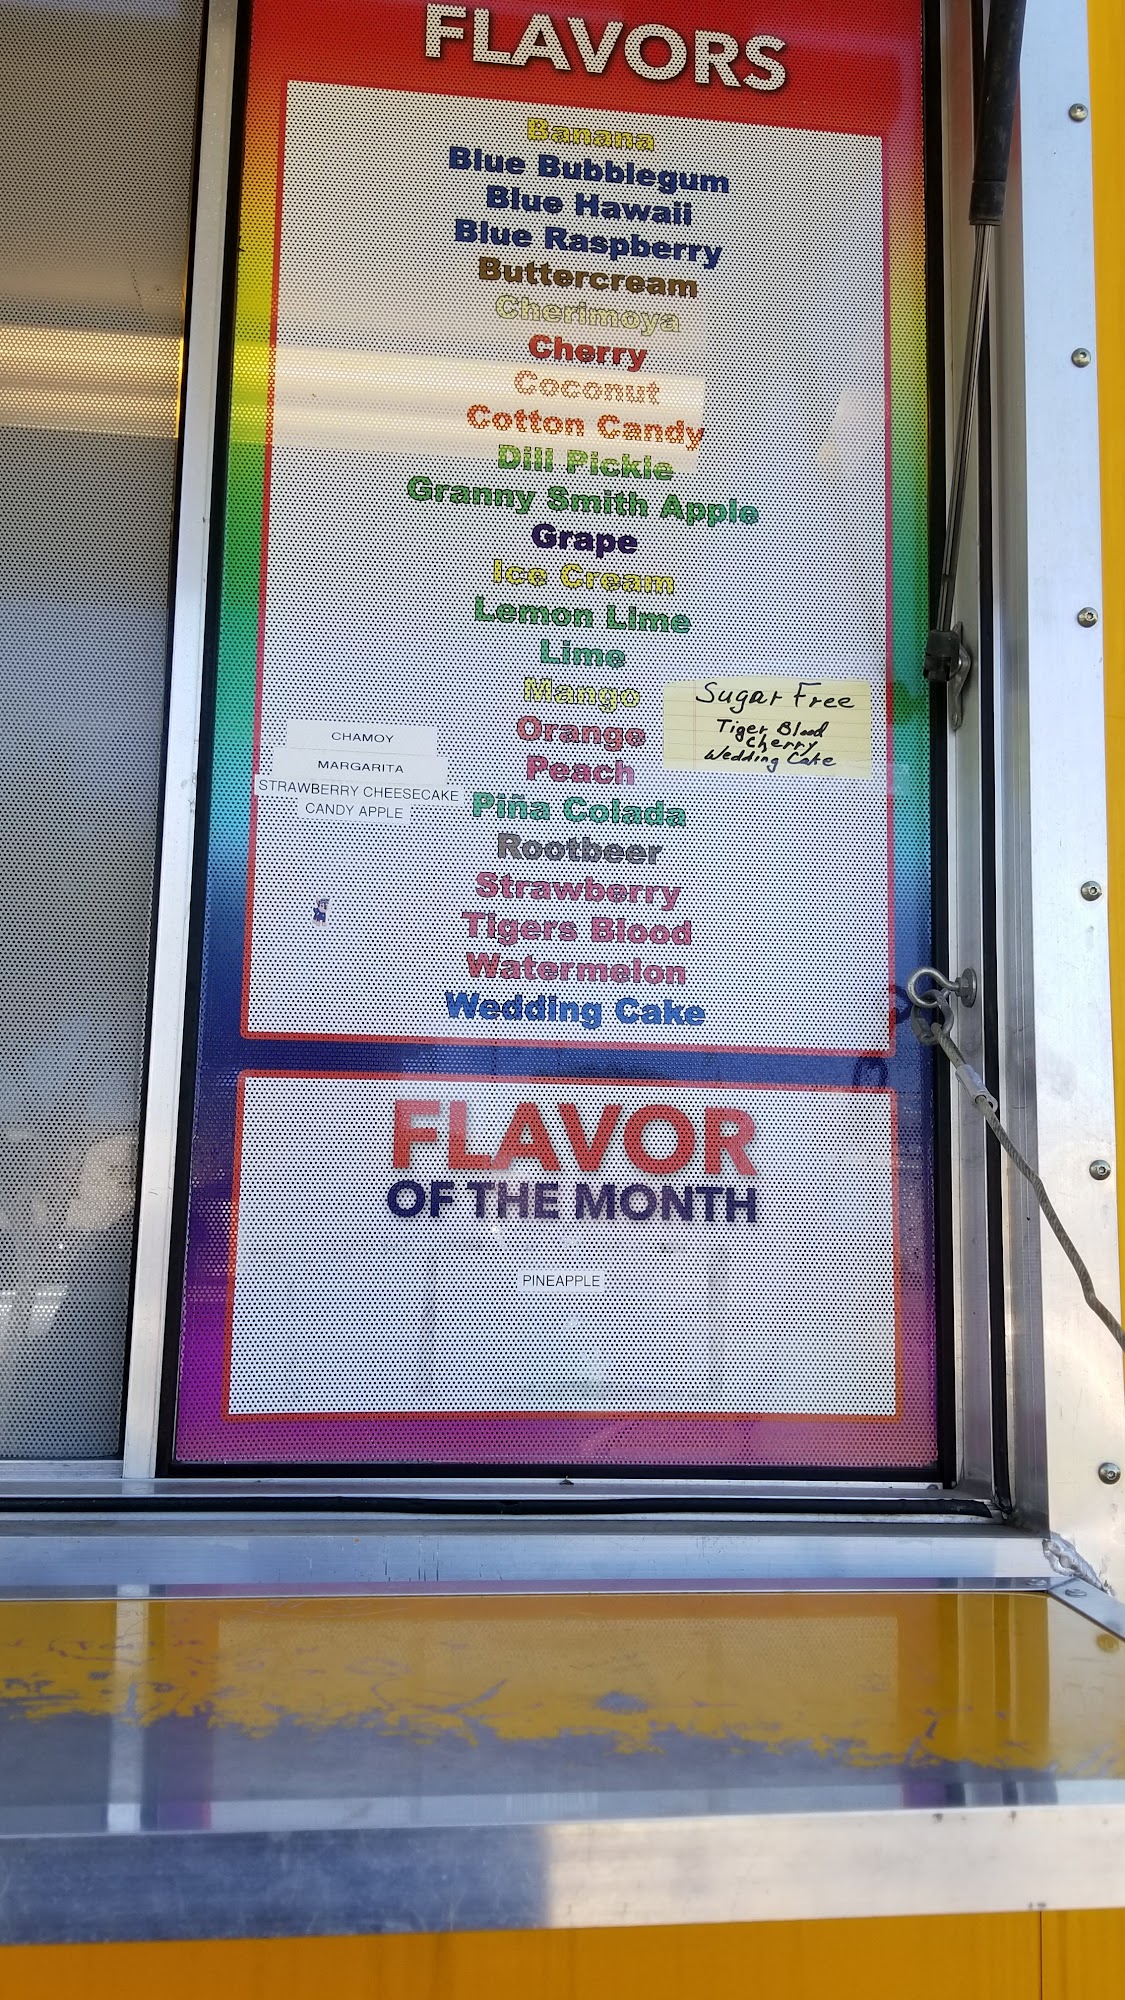 FLAVORS
Banana
Blue Bubblegum
Blue Hawaii
Blue Raspberry
Buttercream
Cherimoya
Cherry
Coconut
Cotton Candy
Dill Pickle
Granny Smith Apple
Grape
Ice Cream
Lemon Lime
Lime
Mango
Orange
Peach
Piña Colada
Rootbeer
Strawberry
Tigers Blood
Watermelon
Wedding Cake
CHAMOY
MARGARITA
STRAWBERRY CHEESECAKE
CANDY APPLE
Sugar Free
Tiger Blood
Cherry
Wedding Cake
FLAVOR
OF THE MONTH
PINEAPPLE